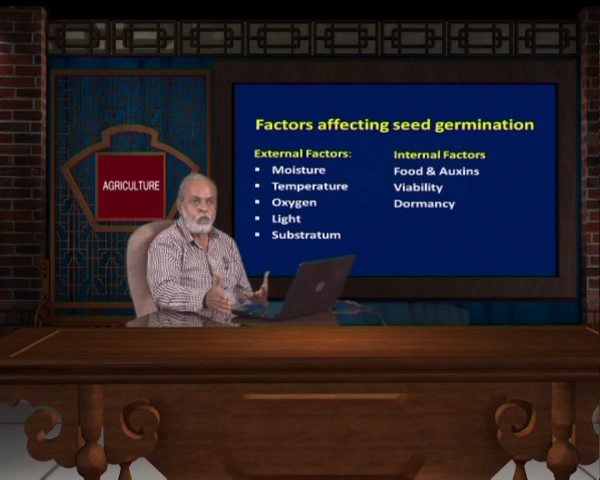 AGRICULTURE
Factors affecting seed germination
External Factors:
▪ Moisture
▪ Temperature
▪ Oxygen
▪ Light
▪ Substratum
Internal Factors
Food & Auxins
Viability
Dormancy